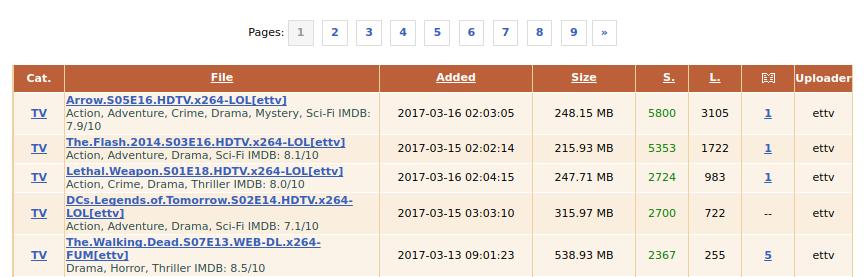 Pages: 1 2 3 4 5 6 7 8 9 »
Cat. File Added Size S. L. Uploader
Arrow.S05E16.HDTV.x264-LOL[ettv]
TV Action, Adventure, Crime, Drama, Mystery, Sci-Fi IMDB: 2017-03-16 02:03:05 248.15 MB 5800 3105 1 ettv
7.9/10
The.Flash.2014.S03E16.HDTV.x264-LOL[ettv]
TV 2017-03-15 02:02:14 215.93 MB 5353 1722 1 ettv
Action, Adventure, Drama, Sci-Fi IMDB: 8.1/10
Lethal.Weapon.S01E18.HDTV.x264-LOL[ettv]
TV 2017-03-16 02:04:15 247.71 MB 2724 983 1 ettv
Action, Crime, Drama, Thriller IMDB: 8.0/10
DCs.Legends.of.Tomorrow.S02E14.HDTV.x264-
TV LOL[ettv] 2017-03-15 03:03:10 315.97 MB 2700 722 -- ettv
Action, Adventure, Drama, Sci-Fi IMDB: 7.1/10
The.Walking.Dead.S07E13.WEB-DL.x264-
TV FUM[ettv] 2017-03-13 09:01:23 538.93 MB 2367 255 5 ettv
Drama, Horror, Thriller IMDB: 8.5/10